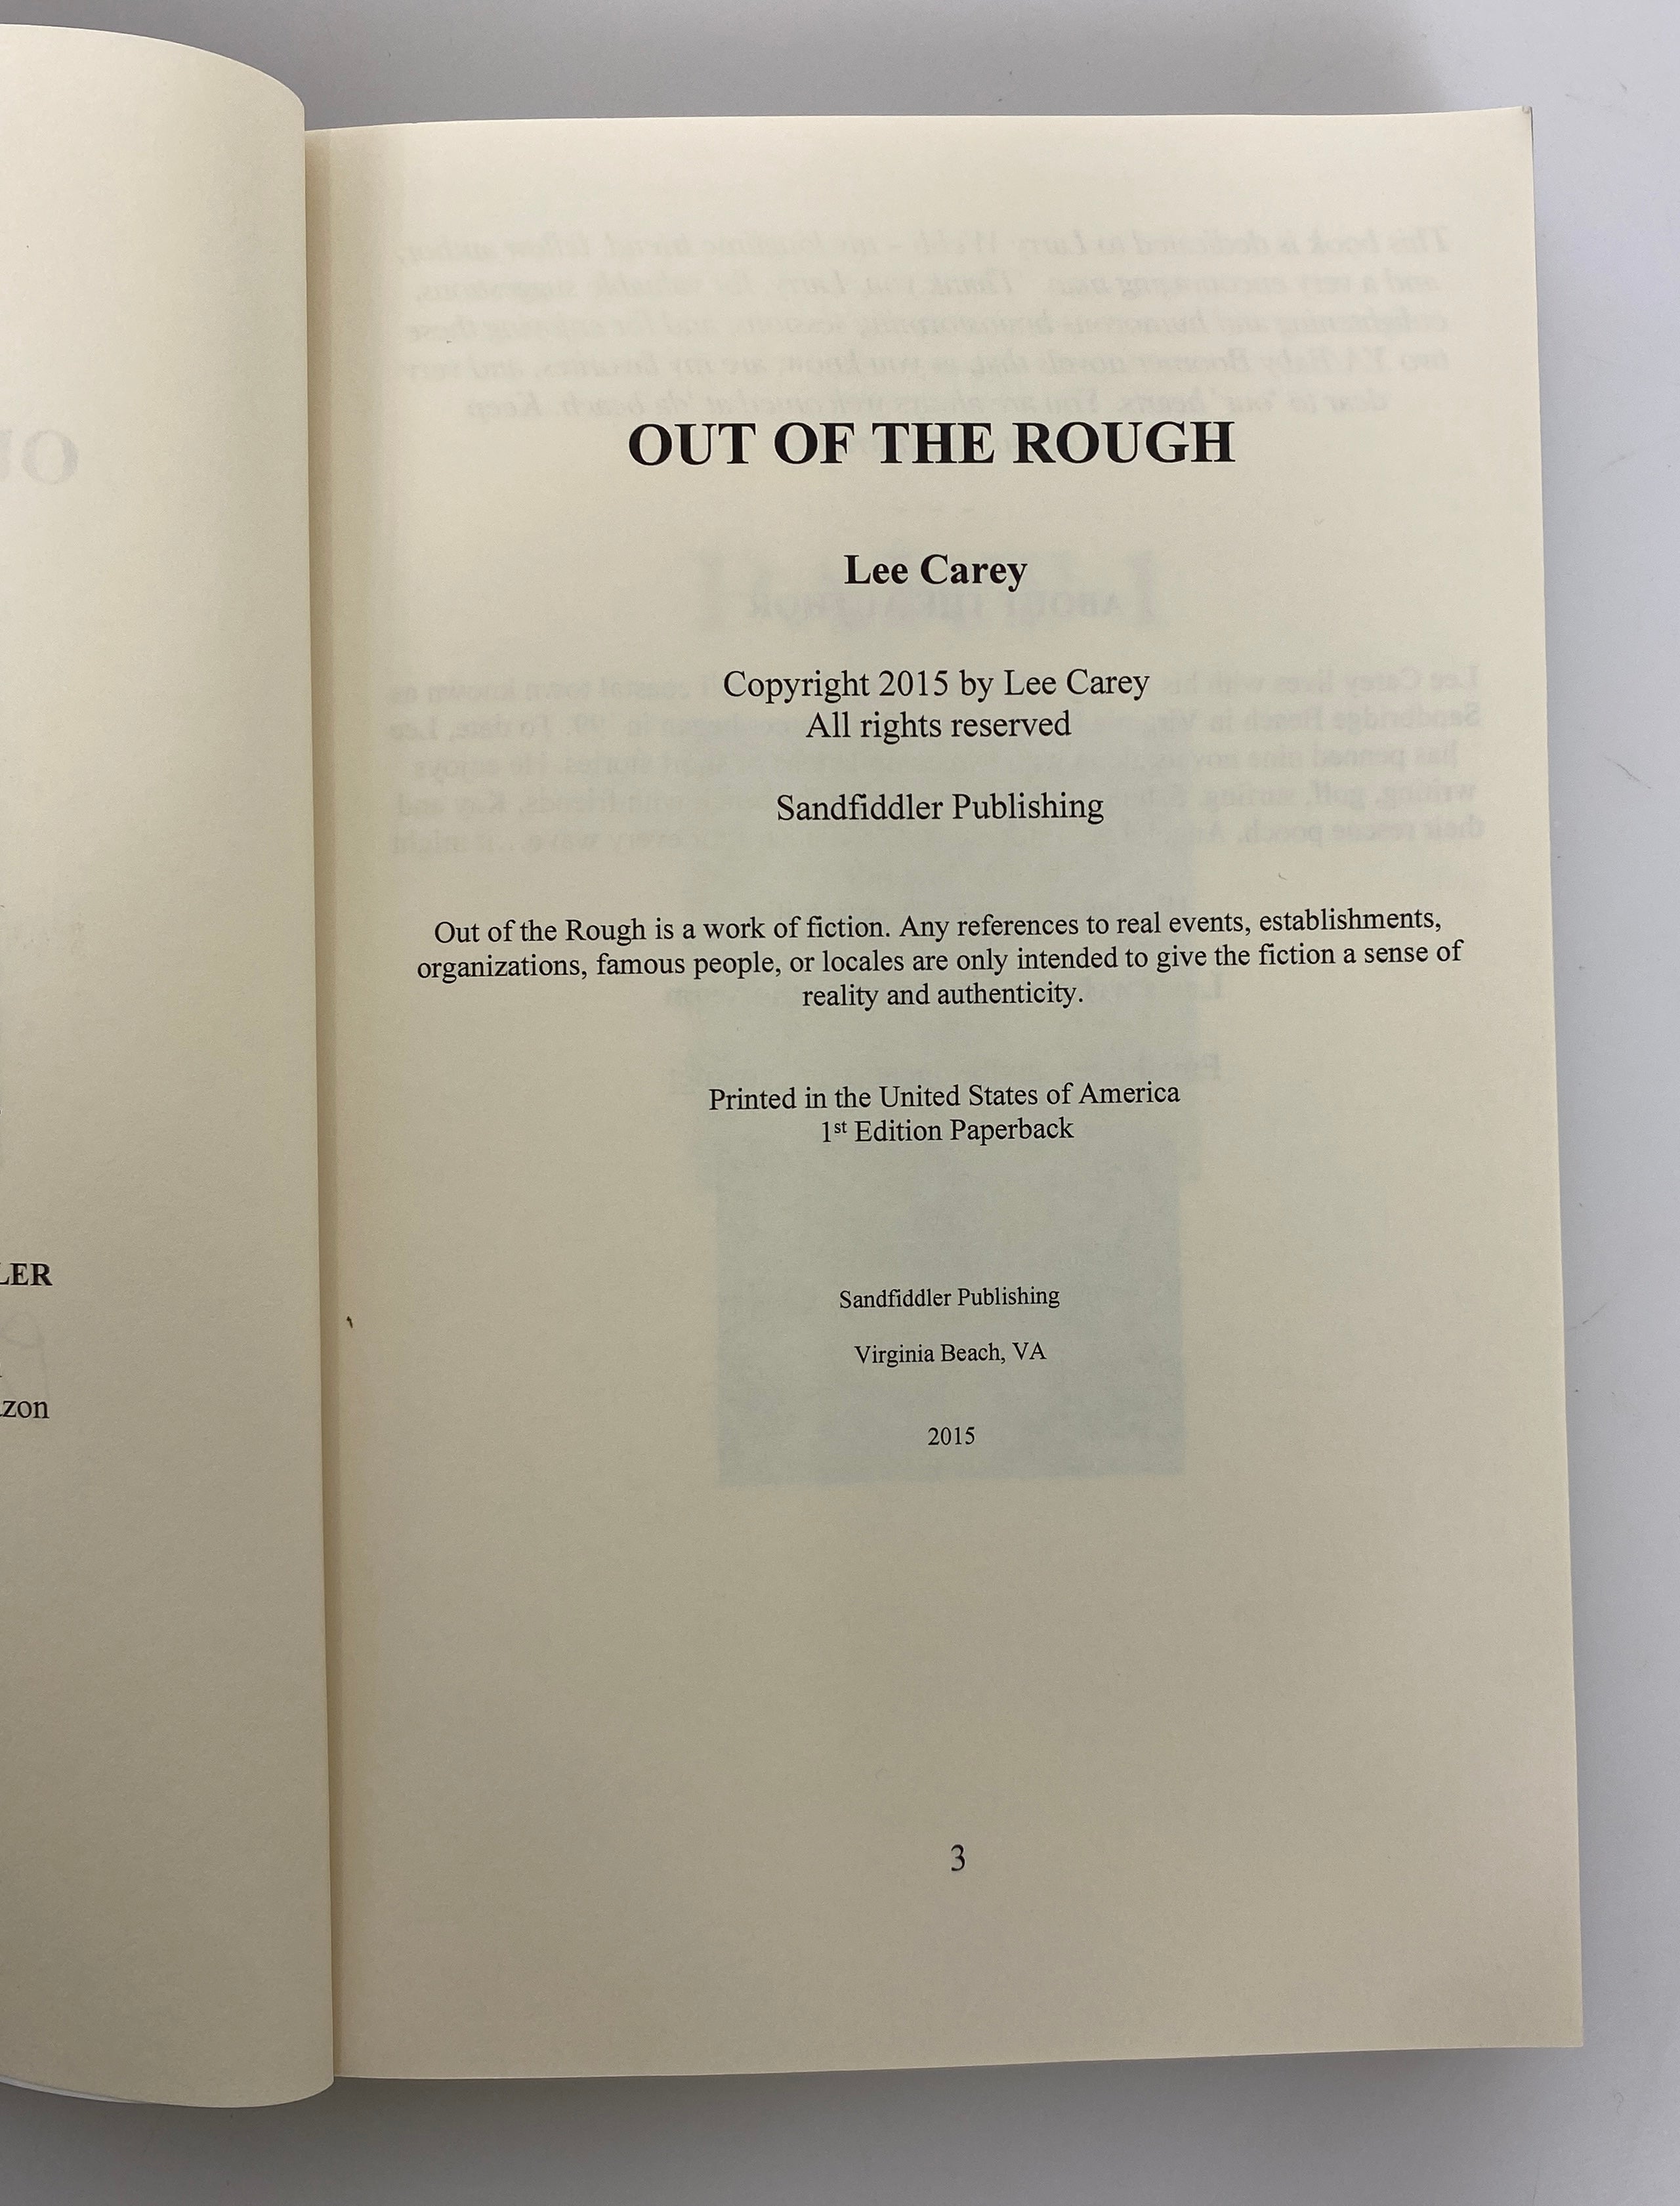 LER
zon
OUT OF THE ROUGH
Lee Carey
Copyright 2015 by Lee Carey
All rights reserved
Sandfiddler Publishing
Out of the Rough is a work of fiction. Any references to real events, establishments,
organizations, famous people, or locales are only intended to give the fiction a sense of
reality and authenticity.
Printed in the United States of America
1st Edition Paperback
Sandfiddler Publishing
Virginia Beach, VA
2015
3